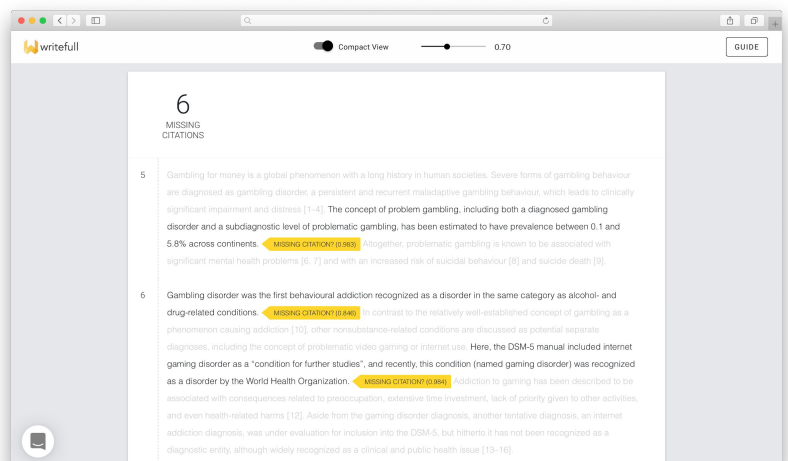 writefull
Compact View
0.70
GUIDE
6
MISSING
CITATIONS
5
Gambling for money is a global phenomenon with a long history in human societies. Severe forms of gambling behaviour
are diagnosed as gambling disorder, a persistent and recurrent maladaptive gambling behaviour, which leads to clinically
significant impairment and distress [1-4]. The concept of problem gambling, including both a diagnosed gambling
disorder and a subdiagnostic level of problematic gambling, has been estimated to have prevalence between 0.1 and
5.8% across continents. MISSING CITATION? (0.983) Altogether, problematic gambling is known to be associated with
significant mental health problems [6, 7] and with an increased risk of suicidal behaviour [8] and suicide death [9].
6
Gambling disorder was the first behavioural addiction recognized as a disorder in the same category as alcohol- and
drug-related conditions. MISSING CITATION? (0.846) In contrast to the relatively well-established concept of gambling as a
phenomenon causing addiction [10], other nonsubstance-related conditions are discussed as potential separate
diagnoses, including the concept of problematic video gaming or internet use. Here, the DSM-5 manual included internet
gaming disorder as a “condition for further studies”, and recently, this condition (named gaming disorder) was recognized
as a disorder by the World Health Organization. MISSING CITATION? (0.984) Addiction to gaming has been described to be
associated with consequences related to preoccupation, extensive time investment, lack of priority given to other activities,
and even health-related harms [12]. Aside from the gaming disorder diagnosis, another tentative diagnosis, an internet
addiction diagnosis, was under evaluation for inclusion into the DSM-5, but hitherto it has not been recognized as a
diagnostic entity, although widely recognized as a clinical and public health issue [13-16].